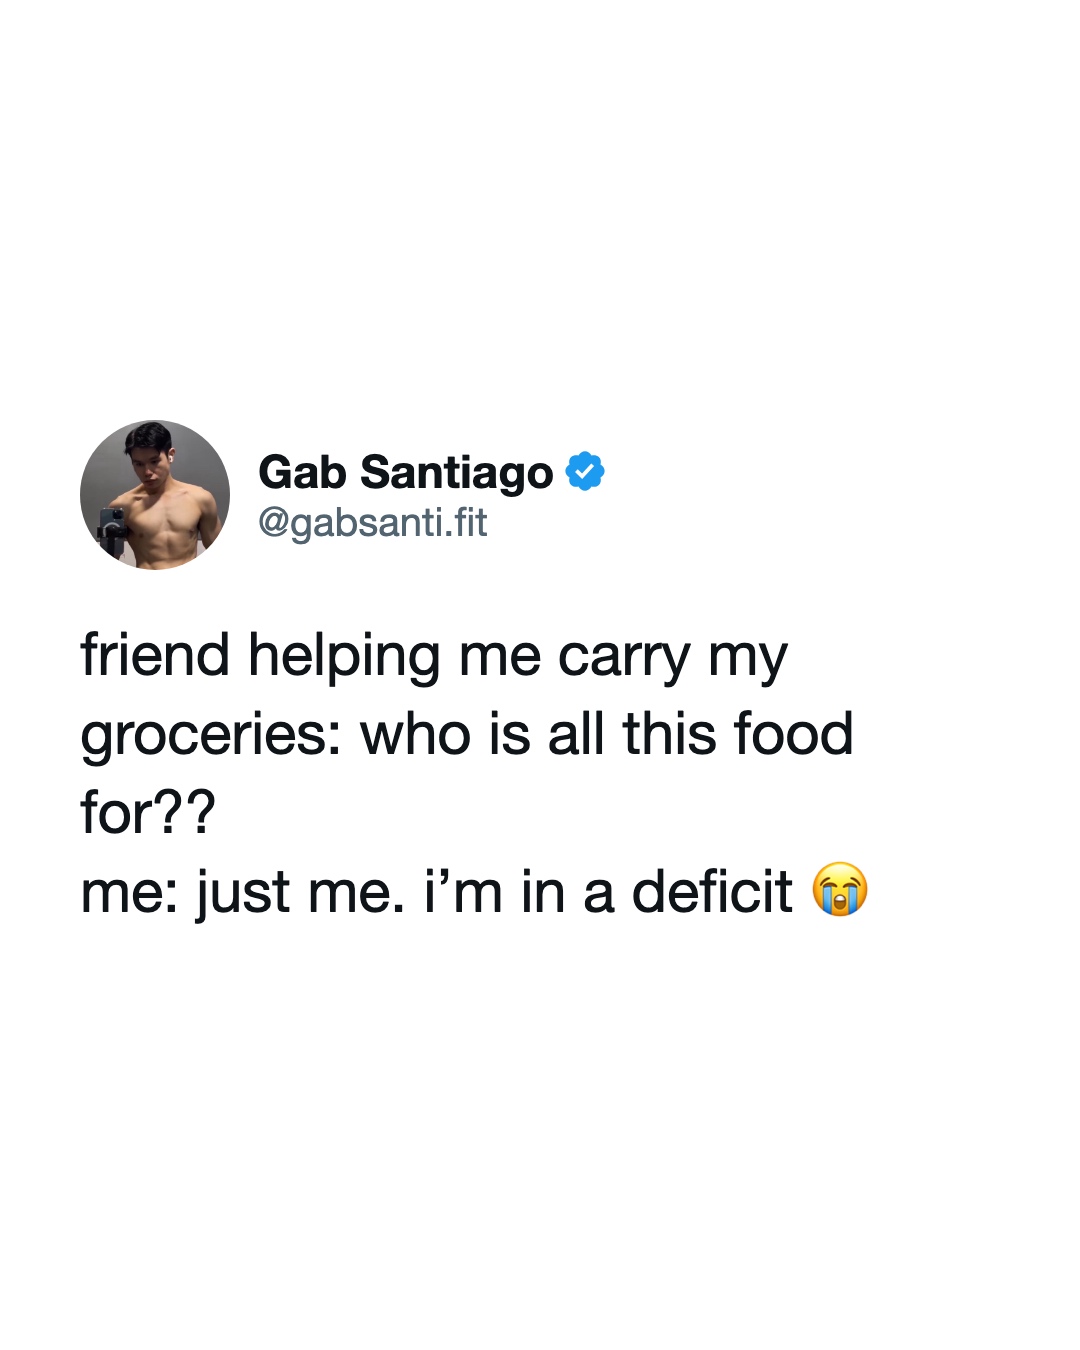 Gab Santiago
@gabsanti.fit
friend helping me carry my
groceries: who is all this food
for??
me: just me. i’m in a deficit 😭